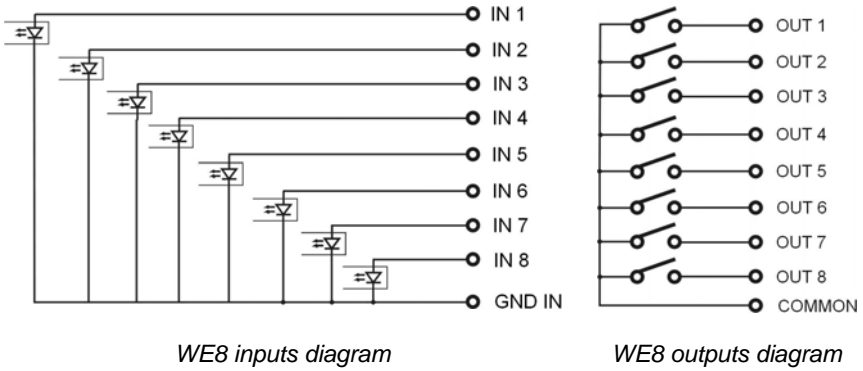 IN 1
IN 2
IN 3
IN 4
IN 5
IN 6
IN 7
IN 8
GND IN
OUT 1
OUT 2
OUT 3
OUT 4
OUT 5
OUT 6
OUT 7
OUT 8
COMMON
WE8 inputs diagram
WE8 outputs diagram